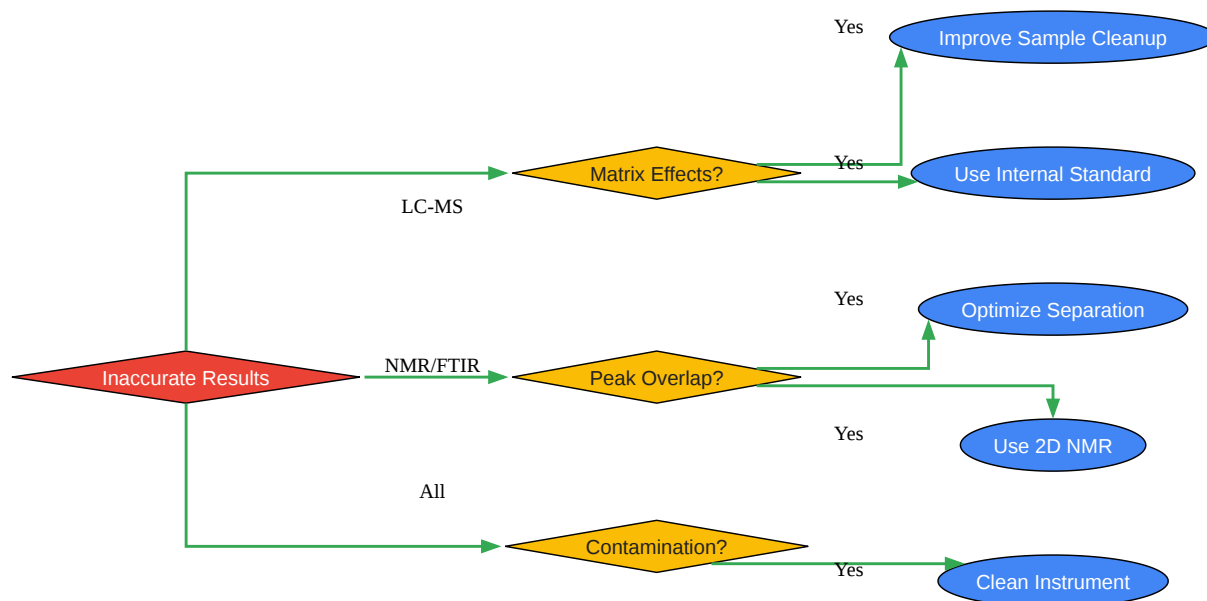 Yes
Improve Sample Cleanup
Matrix Effects?
Yes
Use Internal Standard
LC-MS
Yes
Optimize Separation
Inaccurate Results
NMR/FTIR
Peak Overlap?
Yes
Use 2D NMR
All
Contamination?
Yes
Clean Instrument